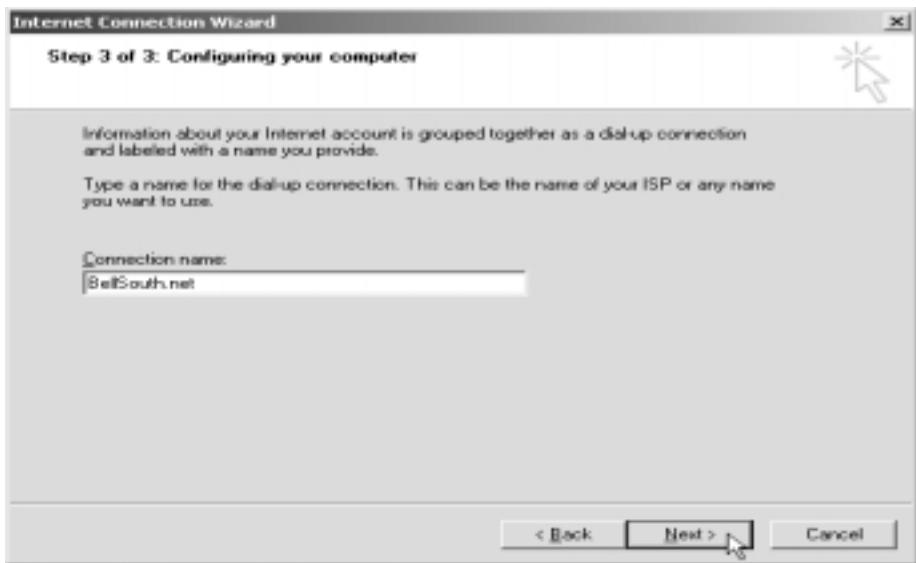 Internet Connection Wizard
Step 3 of 3: Configuring your computer
Information about your Internet account is grouped together as a dial-up connection
and labeled with a name you provide.
Type a name for the dial-up connection. This can be the name of your ISP or any name
you want to use.
Connection name:
BellSouth.net
< Back
Next >
Cancel